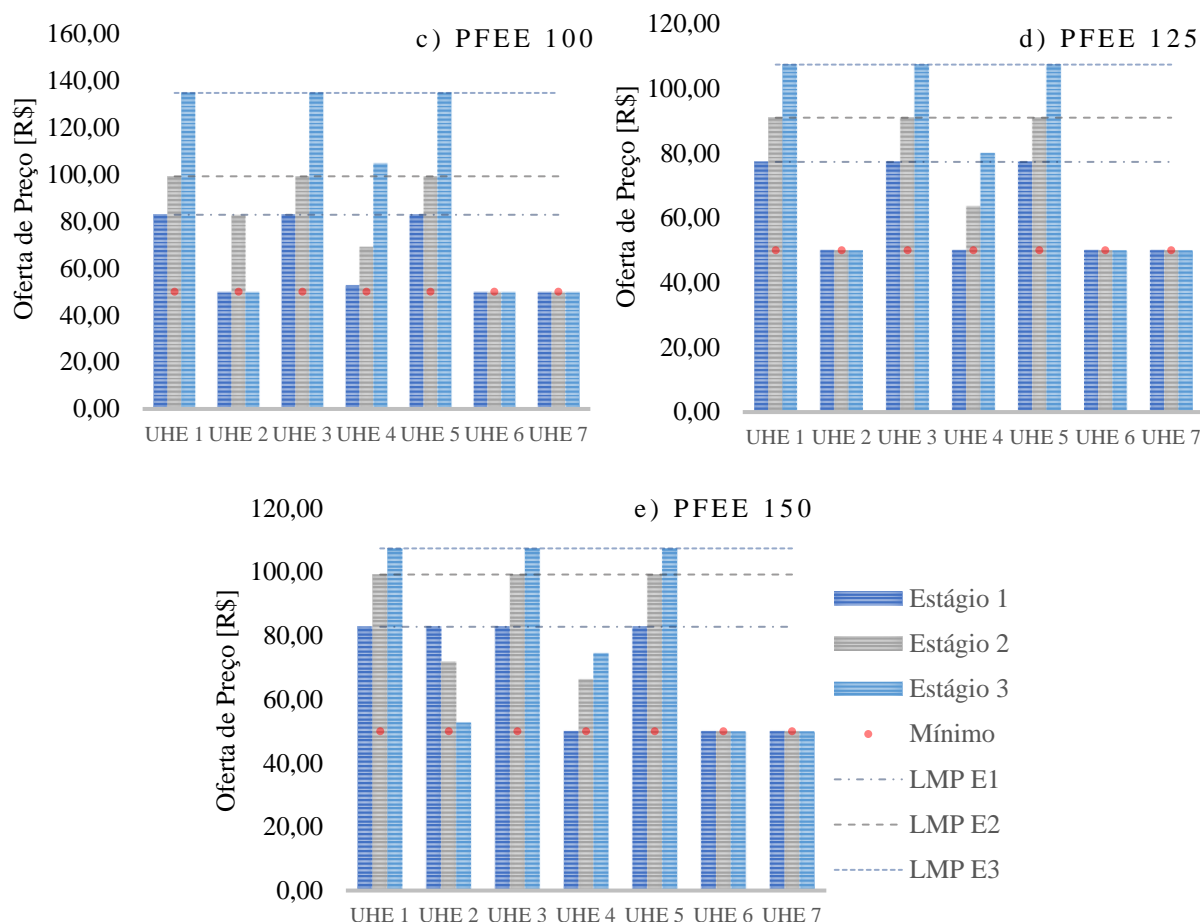 c) PFEE 100
Oferta de Preço [R$]
160,00
140,00
120,00
100,00
80,00
60,00
40,00
20,00
0,00
UHE 1 UHE 2 UHE 3 UHE 4 UHE 5 UHE 6 UHE 7
d) PFEE 125
Oferta de Preço [R$]
120,00
100,00
80,00
60,00
40,00
20,00
0,00
UHE 1 UHE 2 UHE 3 UHE 4 UHE 5 UHE 6 UHE 7
e) PFEE 150
Oferta de Preço [R$]
120,00
100,00
80,00
60,00
40,00
20,00
0,00
UHE 1 UHE 2 UHE 3 UHE 4 UHE 5 UHE 6 UHE 7
Estágio 1
Estágio 2
Estágio 3
Mínimo
LMP E1
LMP E2
LMP E3